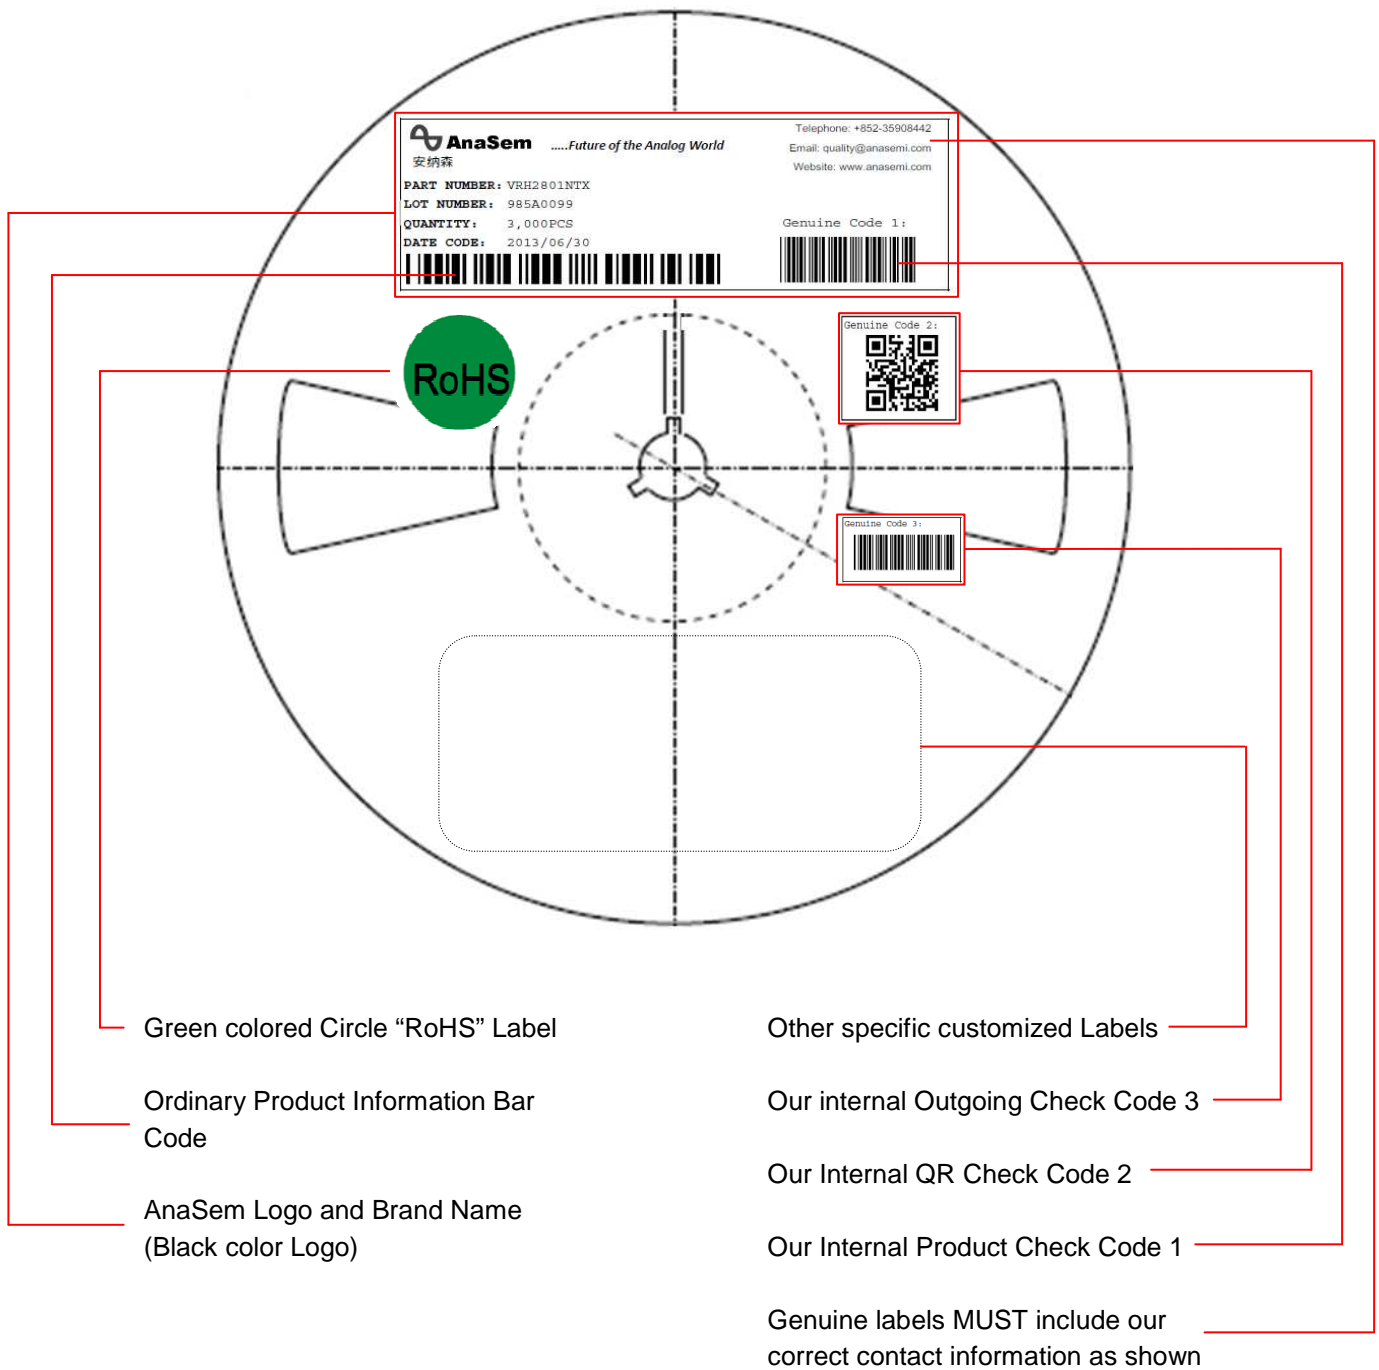 AnaSem .....Future of the Analog World
安纳森
Telephone: +852-35908442
Email: quality@anasemi.com
Website: www.anasemi.com
PART NUMBER: VRH2801NTX
LOT NUMBER: 985A0099
QUANTITY: 3,000PCS
DATE CODE: 2013/06/30
Genuine Code 1:
RoHS
Genuine Code 2:
Genuine Code 3:
Green colored Circle “RoHS” Label
Ordinary Product Information Bar
Code
AnaSem Logo and Brand Name
(Black color Logo)
Other specific customized Labels
Our internal Outgoing Check Code 3
Our Internal QR Check Code 2
Our Internal Product Check Code 1
Genuine labels MUST include our
correct contact information as shown